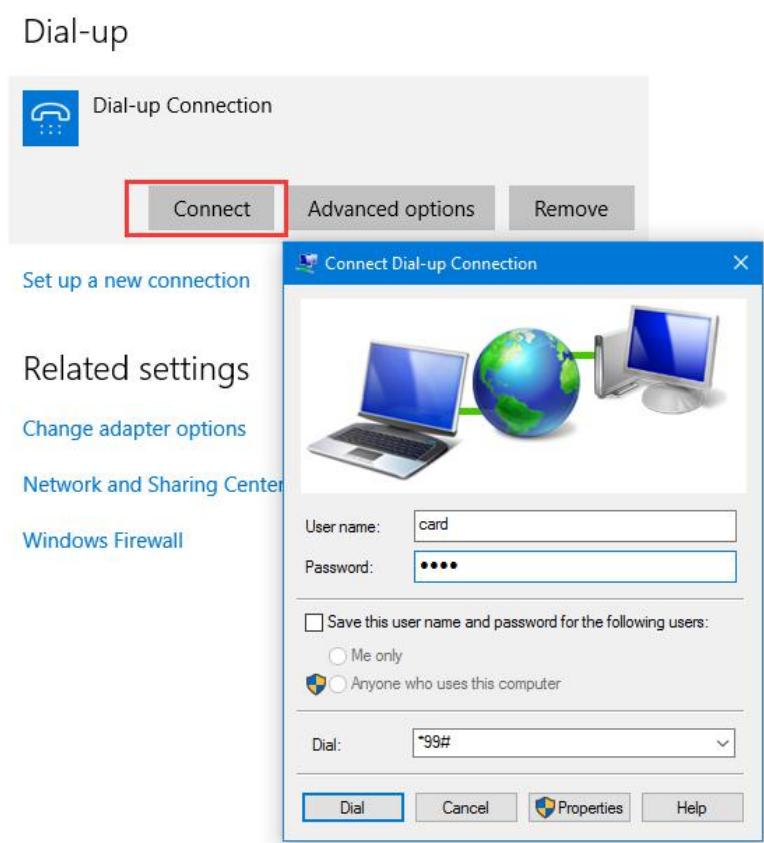 Dial-up
Dial-up Connection
Connect
Advanced options
Remove
Set up a new connection
Related settings
Change adapter options
Network and Sharing Center
Windows Firewall
Connect Dial-up Connection
User name:
card
Password:
••••
Save this user name and password for the following users:
Me only
Anyone who uses this computer
Dial:
*99#
Dial
Cancel
Properties
Help